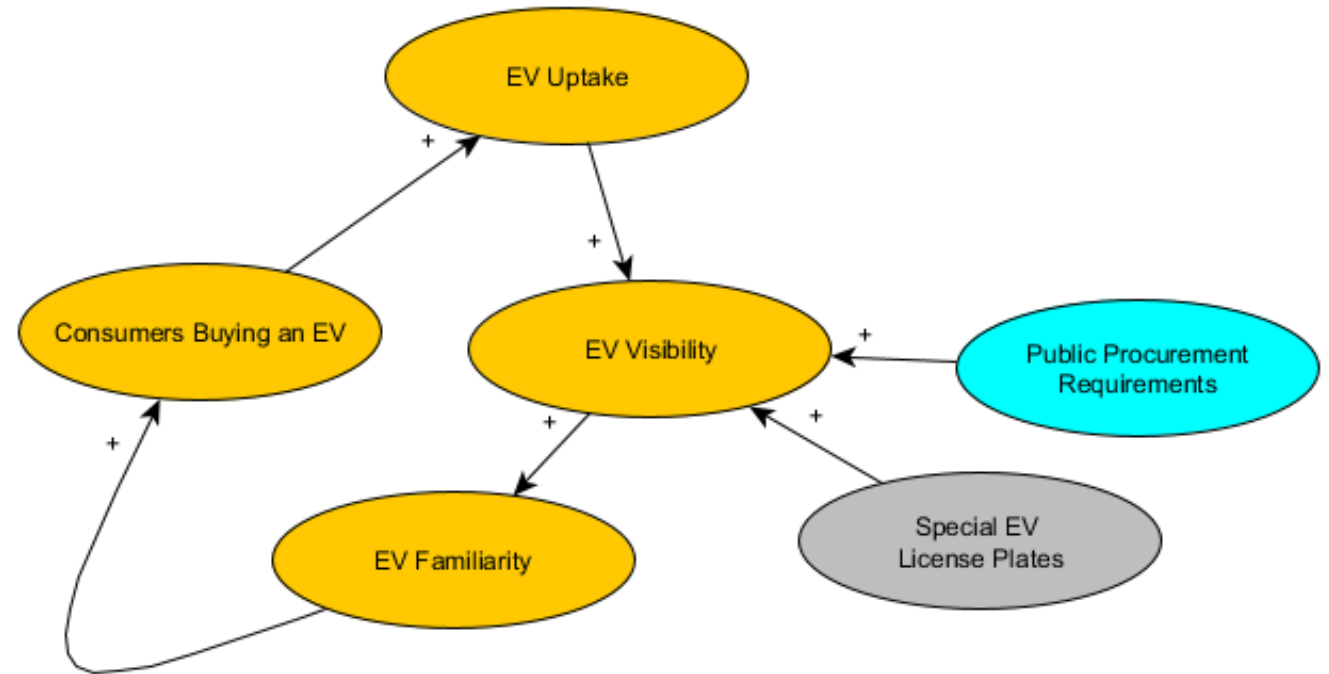 EV Uptake
+
+
Consumers Buying an EV
EV Visibility
+
Public Procurement
Requirements
+
+
+
Special EV
License Plates
EV Familiarity